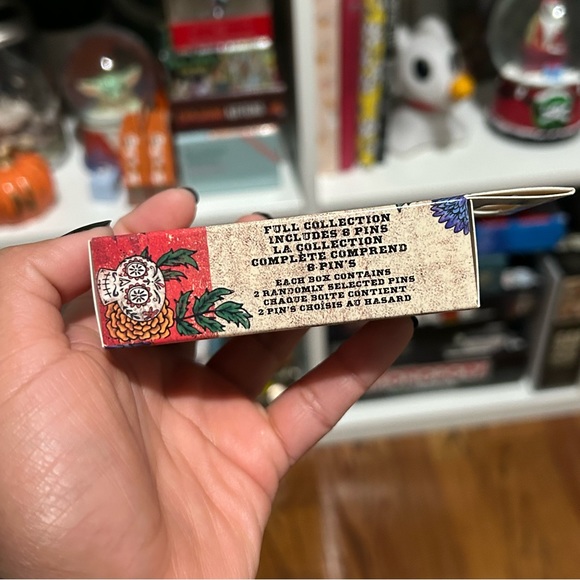 FULL COLLECTION
INCLUDES 8 PINS
LA COLLECTION
COMPLÈTE COMPREND
8 PIN'S
EACH BOX CONTAINS
2 RANDOMLY SELECTED PINS
CHAQUE BOITE CONTIENT
2 PIN'S CHOISIS AU HASARD